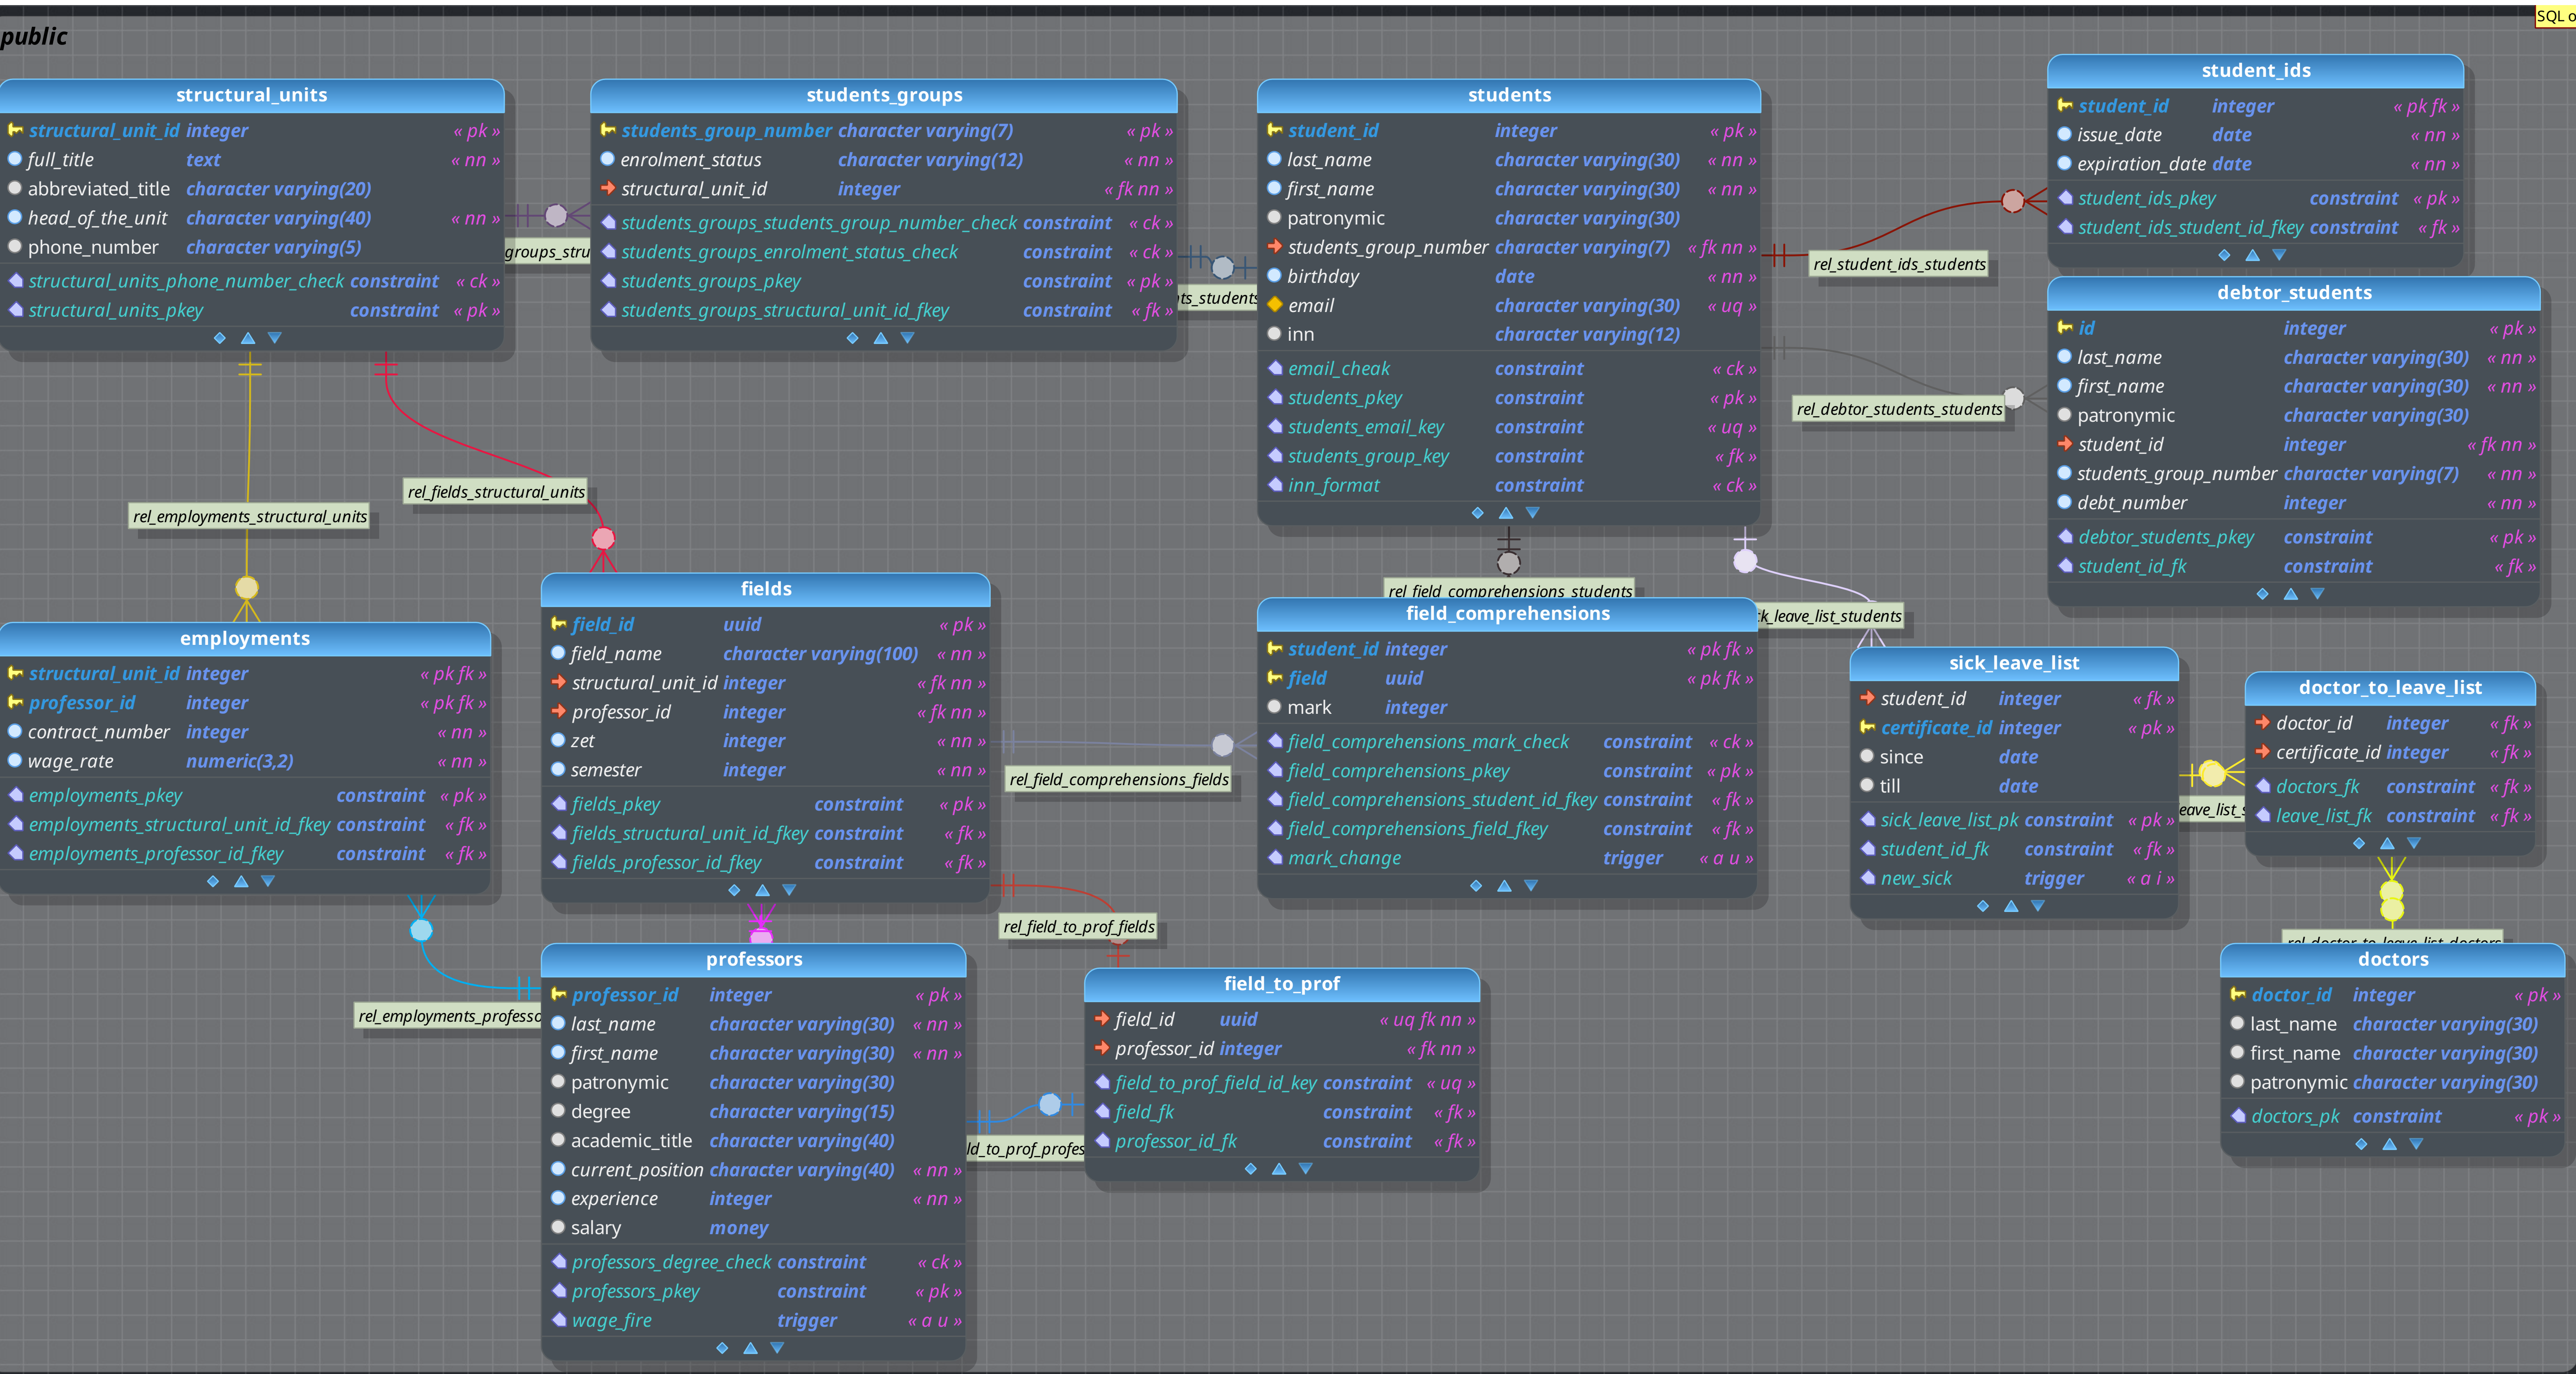 public
SQL o
structural_units
structural_unit_id integer « pk »
full_title text « nn »
abbreviated_title character varying(20)
head_of_the_unit character varying(40) « nn »
phone_number character varying(5)
structural_units_phone_number_check constraint « ck »
structural_units_pkey constraint « pk »
groups_stru
students_groups
students_group_number character varying(7) « pk »
enrolment_status character varying(12) « nn »
structural_unit_id integer « fk nn »
students_groups_students_group_number_check constraint « ck »
students_groups_enrolment_status_check constraint « ck »
students_groups_pkey constraint « pk »
students_groups_structural_unit_id_fkey constraint « fk »
nts_students
students
student_id integer « pk »
last_name character varying(30) « nn »
first_name character varying(30) « nn »
patronymic character varying(30)
students_group_number character varying(7) « fk nn »
birthday date « nn »
email character varying(30) « uq »
inn character varying(12)
email_cheak constraint « ck »
students_pkey constraint « pk »
students_email_key constraint « uq »
students_group_key constraint « fk »
inn_format constraint « ck »
rel_student_ids_students
student_ids
student_id integer « pk fk »
issue_date date « nn »
expiration_date date « nn »
student_ids_pkey constraint « pk »
student_ids_student_id_fkey constraint « fk »
rel_debtor_students_students
debtor_students
id integer « pk »
last_name character varying(30) « nn »
first_name character varying(30) « nn »
patronymic character varying(30)
student_id integer « fk nn »
students_group_number character varying(7) « nn »
debt_number integer « nn »
debtor_students_pkey constraint « pk »
student_id_fk constraint « fk »
rel_fields_structural_units
rel_employments_structural_units
employments
structural_unit_id integer « pk fk »
professor_id integer « pk fk »
contract_number integer « nn »
wage_rate numeric(3,2) « nn »
employments_pkey constraint « pk »
employments_structural_unit_id_fkey constraint « fk »
employments_professor_id_fkey constraint « fk »
fields
field_id uuid « pk »
field_name character varying(100) « nn »
structural_unit_id integer « fk nn »
professor_id integer « fk nn »
zet integer « nn »
semester integer « nn »
fields_pkey constraint « pk »
fields_structural_unit_id_fkey constraint « fk »
fields_professor_id_fkey constraint « fk »
rel_field_comprehensions_fields
rel_field_comprehensions_students
field_comprehensions
student_id integer « pk fk »
field uuid « pk fk »
mark integer
field_comprehensions_mark_check constraint « ck »
field_comprehensions_pkey constraint « pk »
field_comprehensions_student_id_fkey constraint « fk »
field_comprehensions_field_fkey constraint « fk »
mark_change trigger « a u »
ck_leave_list_students
sick_leave_list
student_id integer « fk »
certificate_id integer « pk »
since date
till date
sick_leave_list_pk constraint « pk »
student_id_fk constraint « fk »
new_sick trigger « a i »
leave_list_s
doctor_to_leave_list
doctor_id integer « fk »
certificate_id integer « fk »
doctors_fk constraint « fk »
leave_list_fk constraint « fk »
rel_doctor_to_leave_list_doctors
doctors
doctor_id integer « pk »
last_name character varying(30)
first_name character varying(30)
patronymic character varying(30)
doctors_pk constraint « pk »
rel_employments_professo
professors
professor_id integer « pk »
last_name character varying(30) « nn »
first_name character varying(30) « nn »
patronymic character varying(30)
degree character varying(15)
academic_title character varying(40)
current_position character varying(40) « nn »
experience integer « nn »
salary money
professors_degree_check constraint « ck »
professors_pkey constraint « pk »
wage_fire trigger « a u »
rel_field_to_prof_fields
ld_to_prof_profes
field_to_prof
field_id uuid « uq fk nn »
professor_id integer « fk nn »
field_to_prof_field_id_key constraint « uq »
field_fk constraint « fk »
professor_id_fk constraint « fk »